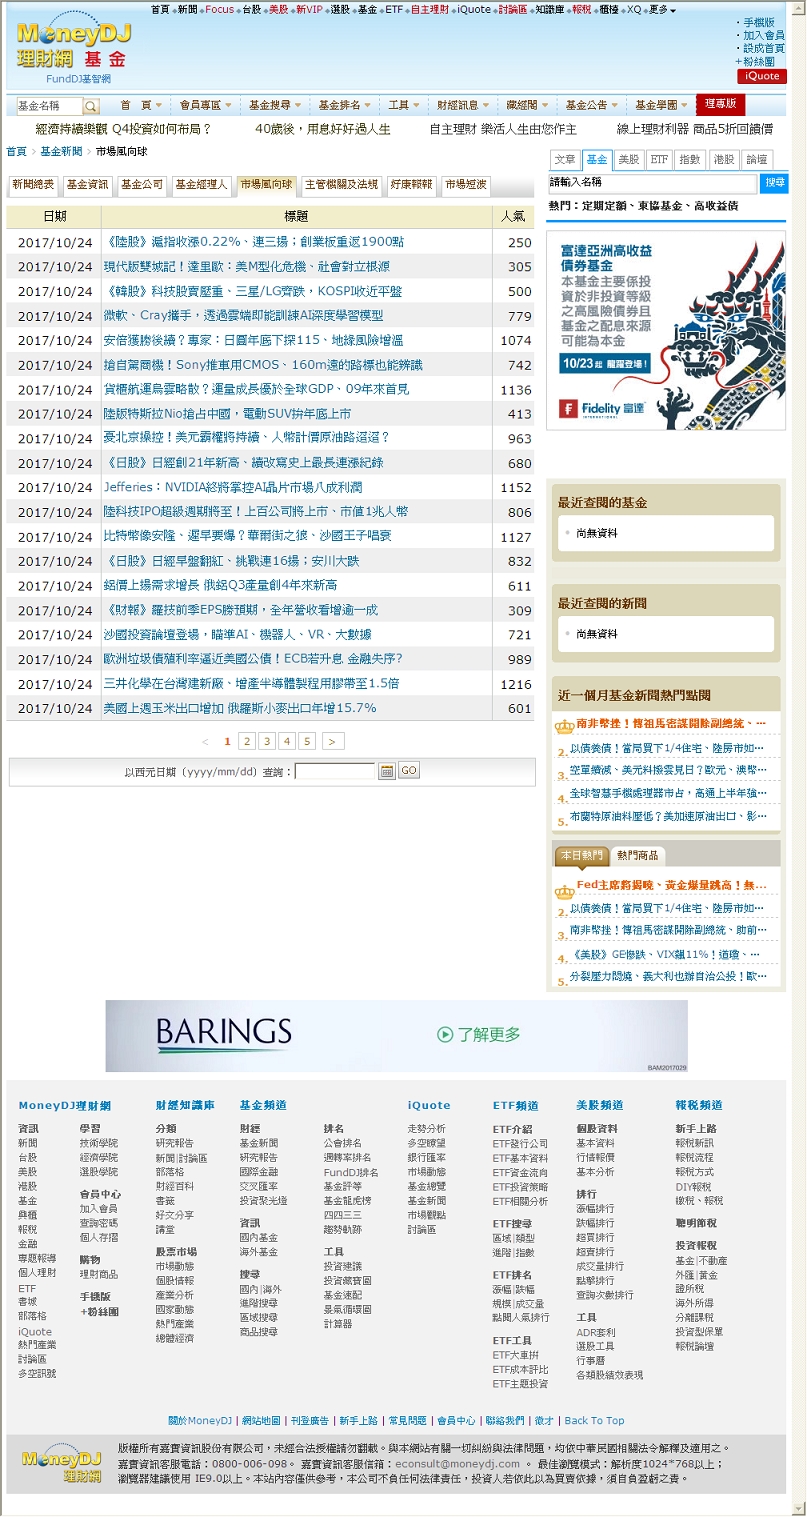 首頁 新聞 Focus 台股 美股 新VIP 選股 基金 ETF 自主理財 iQuote 討論區 知識庫 報稅 櫃檯 XQ 更多
MoneyDJ
理財網 基金
FundDJ基智網
手機版
加入會員
設成首頁
+粉絲團
iQuote
基金名稱
首　頁 會員專區 基金搜尋 基金排名 工具 財經訊息 藏經閣 基金公告 基金學園 理專版
經濟持續樂觀 Q4投資如何布局？ 40歲後，用息好好過人生 自主理財 樂活人生由您作主 線上理財利器 商品5折回饋價
首頁 > 基金新聞 > 市場風向球
文章 基金 美股 ETF 指數 港股 論壇
請輸入名稱 搜尋
熱門：定期定額、東協基金、高收益債
新聞總表 基金資訊 基金公司 基金經理人 市場風向球 主管機關及法規 好康報報 市場短波
日期 標題 人氣
2017/10/24 《陸股》滬指收漲0.22%、連三揚；創業板重返1900點 250
2017/10/24 現代版雙城記！達里歐：美M型化危機、社會對立根源 305
2017/10/24 《韓股》科技股賣壓重、三星/LG齊跌，KOSPI收近平盤 500
2017/10/24 微軟、Cray攜手，透過雲端即能訓練AI深度學習模型 779
2017/10/24 安倍獲勝後續？專家：日圓年底下探115、地緣風險增溫 1074
2017/10/24 搶自駕商機！Sony推車用CMOS、160m遠的路標也能辨識 742
2017/10/24 貨櫃航運烏雲略散？運量成長優於全球GDP、09年來首見 1136
2017/10/24 陸版特斯拉Nio搶占中國，電動SUV拚年底上市 413
2017/10/24 憂北京操控！美元霸權將持續、人幣計價原油路迢迢？ 963
2017/10/24 《日股》日經創21年新高、續改寫史上最長連漲紀錄 680
2017/10/24 Jefferies：NVIDIA終將掌控AI晶片市場八成利潤 1152
2017/10/24 陸科技IPO超級週期將至！上百公司將上市、市值1兆人幣 806
2017/10/24 比特幣像安隆、遲早要爆？華爾街之狼、沙國王子唱衰 1127
2017/10/24 《日股》日經早盤翻紅、挑戰連16揚；安川大跌 832
2017/10/24 鋁價上揚需求增長 俄鋁Q3產量創4年來新高 611
2017/10/24 《財報》羅技前季EPS勝預期，全年營收看增逾一成 309
2017/10/24 沙國投資論壇登場，瞄準AI、機器人、VR、大數據 721
2017/10/24 歐洲垃圾債殖利率逼近美國公債！ECB若升息 金融失序? 989
2017/10/24 三井化學在台灣建新廠、增產半導體製程用膠帶至1.5倍 1216
2017/10/24 美國上週玉米出口增加 俄羅斯小麥出口年增15.7% 601
< 1 2 3 4 5 >
以西元日期（yyyy/mm/dd）查詢： GO
富達亞洲高收益
債券基金
本基金主要係投
資於非投資等級
之高風險債券且
基金之配息來源
可能為本金
10/23起 龍躍登場！
Fidelity 富達
INTERNATIONAL
最近查閱的基金
尚無資料
最近查閱的新聞
尚無資料
近一個月基金新聞熱門點閱
南非幣挫！傳祖馬密謀開除副總統、…
2. 以債養債！當局買下1/4住宅、陸房市如…
3. 空單續減、美元料撥雲見日？歐元、澳幣…
4. 全球智慧手機處理器市占，高通上半年強…
5. 布蘭特原油料壓低？美加速原油出口、影…
本日熱門 熱門商品
Fed主席將揭曉、黃金爆量跳高！無...
2. 以債養債！當局買下1/4住宅、陸房市如…
3. 南非幣挫！傳祖馬密謀開除副總統、助前…
4. 《美股》GE慘跌、VIX飆11%！道瓊、…
5. 分裂壓力悶燒、義大利也辦自治公投！歐…
BARINGS 了解更多
BAM2017029
MoneyDJ理財網
資訊
新聞
台股
美股
港股
基金
興櫃
報稅
金融
專題報導
個人理財
ETF
書城
部落格
iQuote
熱門產業
討論區
多空訊號
學習
技術學院
經濟學院
選股學院
會員中心
加入會員
查詢密碼
個人存摺
購物
理財商品
手機版
+粉絲團
財經知識庫
分類
研究報告
新聞|討論區
部落格
財經百科
書籤
好文分享
講堂
股票市場
市場動態
個股情報
產業分析
國家動態
熱門產業
總體經濟
基金頻道
財經
基金新聞
研究報告
國際金融
交叉匯率
投資聚光燈
資訊
國內基金
海外基金
搜尋
國內|海外
進階搜尋
區域搜尋
商品搜尋
排名
公會排名
週轉率排名
FundDJ排名
基金評等
基金龍虎榜
四四三三
趨勢軌跡
工具
投資建議
投資藏寶圖
基金速配
景氣循環圖
計算器
iQuote
走勢分析
多空瞭望
銀行匯率
市場動態
基金總覽
基金新聞
市場觀點
討論區
ETF頻道
ETF介紹
ETF發行公司
ETF基本資料
ETF資金流向
ETF投資策略
ETF相關分析
ETF搜尋
區域|類型
進階|指數
ETF排名
漲幅|跌幅
規模|成交量
點閱人氣排行
ETF工具
ETF大車拚
ETF成本評比
ETF主題投資
美股頻道
個股資料
基本資料
行情報價
基本分析
排行
漲幅排行
跌幅排行
超買排行
超賣排行
成交量排行
點擊排行
查詢次數排行
工具
ADR套利
選股工具
行事曆
各類股績效表現
報稅頻道
新手上路
報稅新訊
報稅流程
報稅方式
DIY報稅
繳稅、報稅
聰明節稅
投資報稅
基金|不動產
外匯|黃金
證所稅
海外所得
分離課稅
投資型保單
報稅論壇
關於MoneyDJ | 網站地圖 | 刊登廣告 | 新手上路 | 常見問題 | 會員中心 | 聯絡我們 | 徵才 | Back To Top
MoneyDJ
理財網
版權所有嘉實資訊股份有限公司，未經合法授權請勿翻載。與本網站有關一切糾紛與法律問題，均依中華民國相關法令解釋及適用之。
嘉實資訊客服電話：0800-006-098。 嘉實資訊客服信箱：econsult@moneydj.com 。 最佳瀏覽模式：解析度1024*768以上；
瀏覽器建議使用 IE9.0以上。本站內容僅供參考，本公司不負任何法律責任，投資人若依此以為買賣依據，須自負盈虧之責。